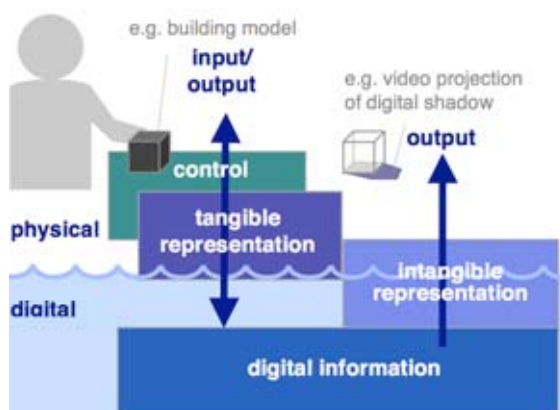 e.g. building model
input/
output
e.g. video projection
of digital shadow
output
control
tangible
representation
physical
intangible
representation
digital
digital information